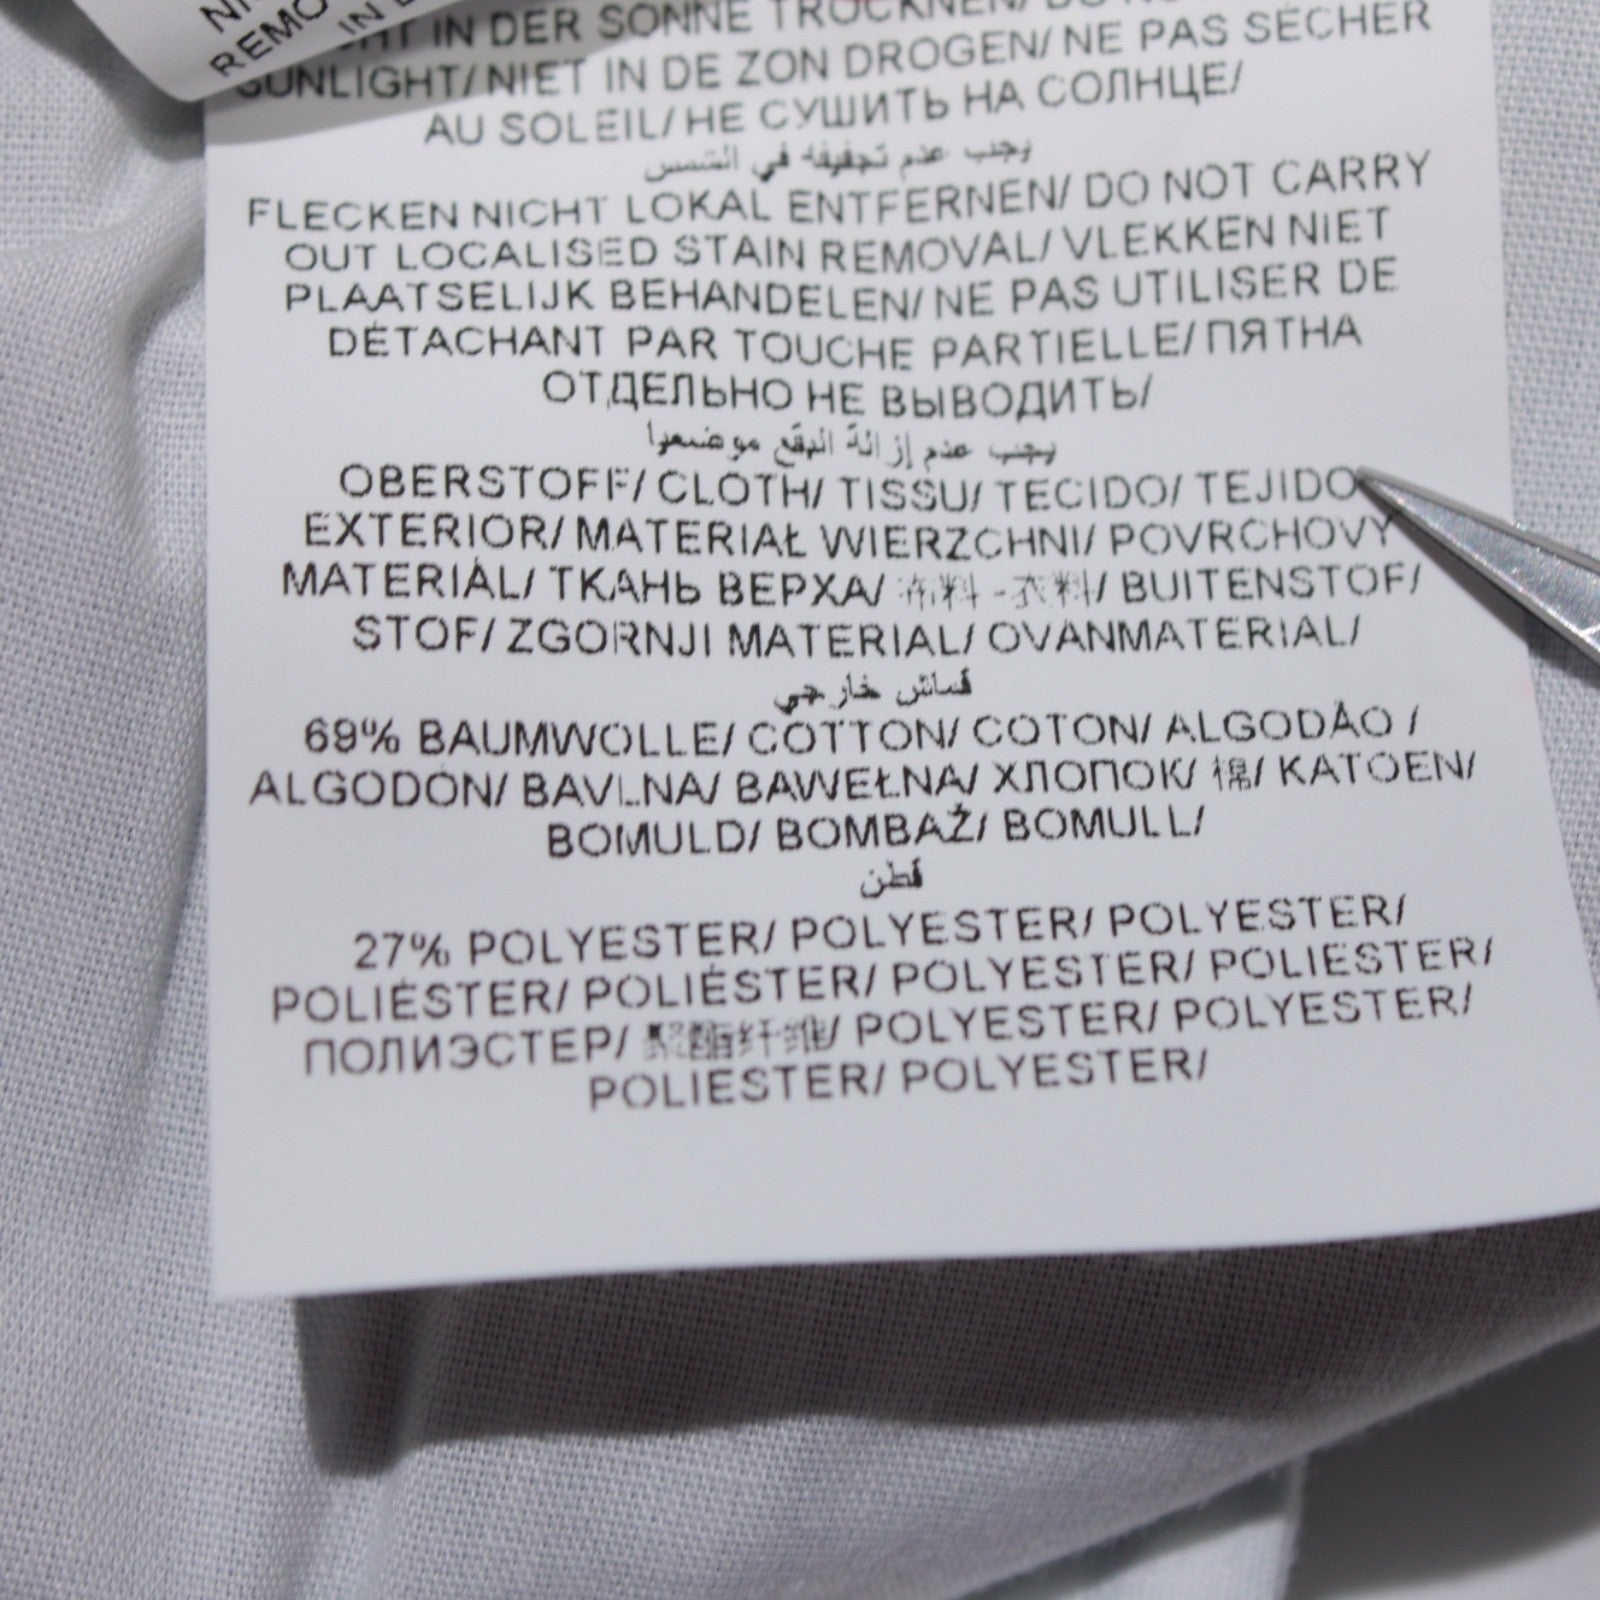 REMO
IN DER SONNE TROCKNEN/ DO NO
SUNLIGHT/ NIET IN DE ZON DROGEN/ NE PAS SÉCHER
AU SOLEIL/ НЕ СУШИТЬ НА СОЛНЦЕ/
يجب عدم تجفيفه في الشمس
FLECKEN NICHT LOKAL ENTFERNEN/ DO NOT CARRY
OUT LOCALISED STAIN REMOVAL/ VLEKKEN NIET
PLAATSELIJK BEHANDELEN/ NE PAS UTILISER DE
DÉTACHANT PAR TOUCHE PARTIELLE/ ПЯТНА
ОТДЕЛЬНО НЕ ВЫВОДИТЬ/
يجب عدم إزالة البقع موضعيا
OBERSTOFF/ CLOTH/ TISSU/ TECIDO/ TEJIDO
EXTERIOR/ MATERIAŁ WIERZCHNI/ POVRCHOVÝ
MATERIÁL/ ТКАНЬ ВЕРХА/ 布料 - 衣料/ BUITENSTOF/
STOF/ ZGORNJI MATERIAL/ OVANMATERIAL/
قماش خارجي
69% BAUMWOLLE/ COTTON/ COTON/ ALGODÃO /
ALGODÓN/ BAVLNA/ BAWEŁNA/ ХЛОПОК/ 棉/ KATOEN/
BOMULD/ BOMBAŽ/ BOMULL/
قطن
27% POLYESTER/ POLYESTER/ POLYESTER/
POLIÉSTER/ POLIÉSTER/ POLYESTER/ POLIESTER/
ПОЛИЭСТЕР/ 聚酯纤维/ POLYESTER/ POLYESTER/
POLIESTER/ POLYESTER/